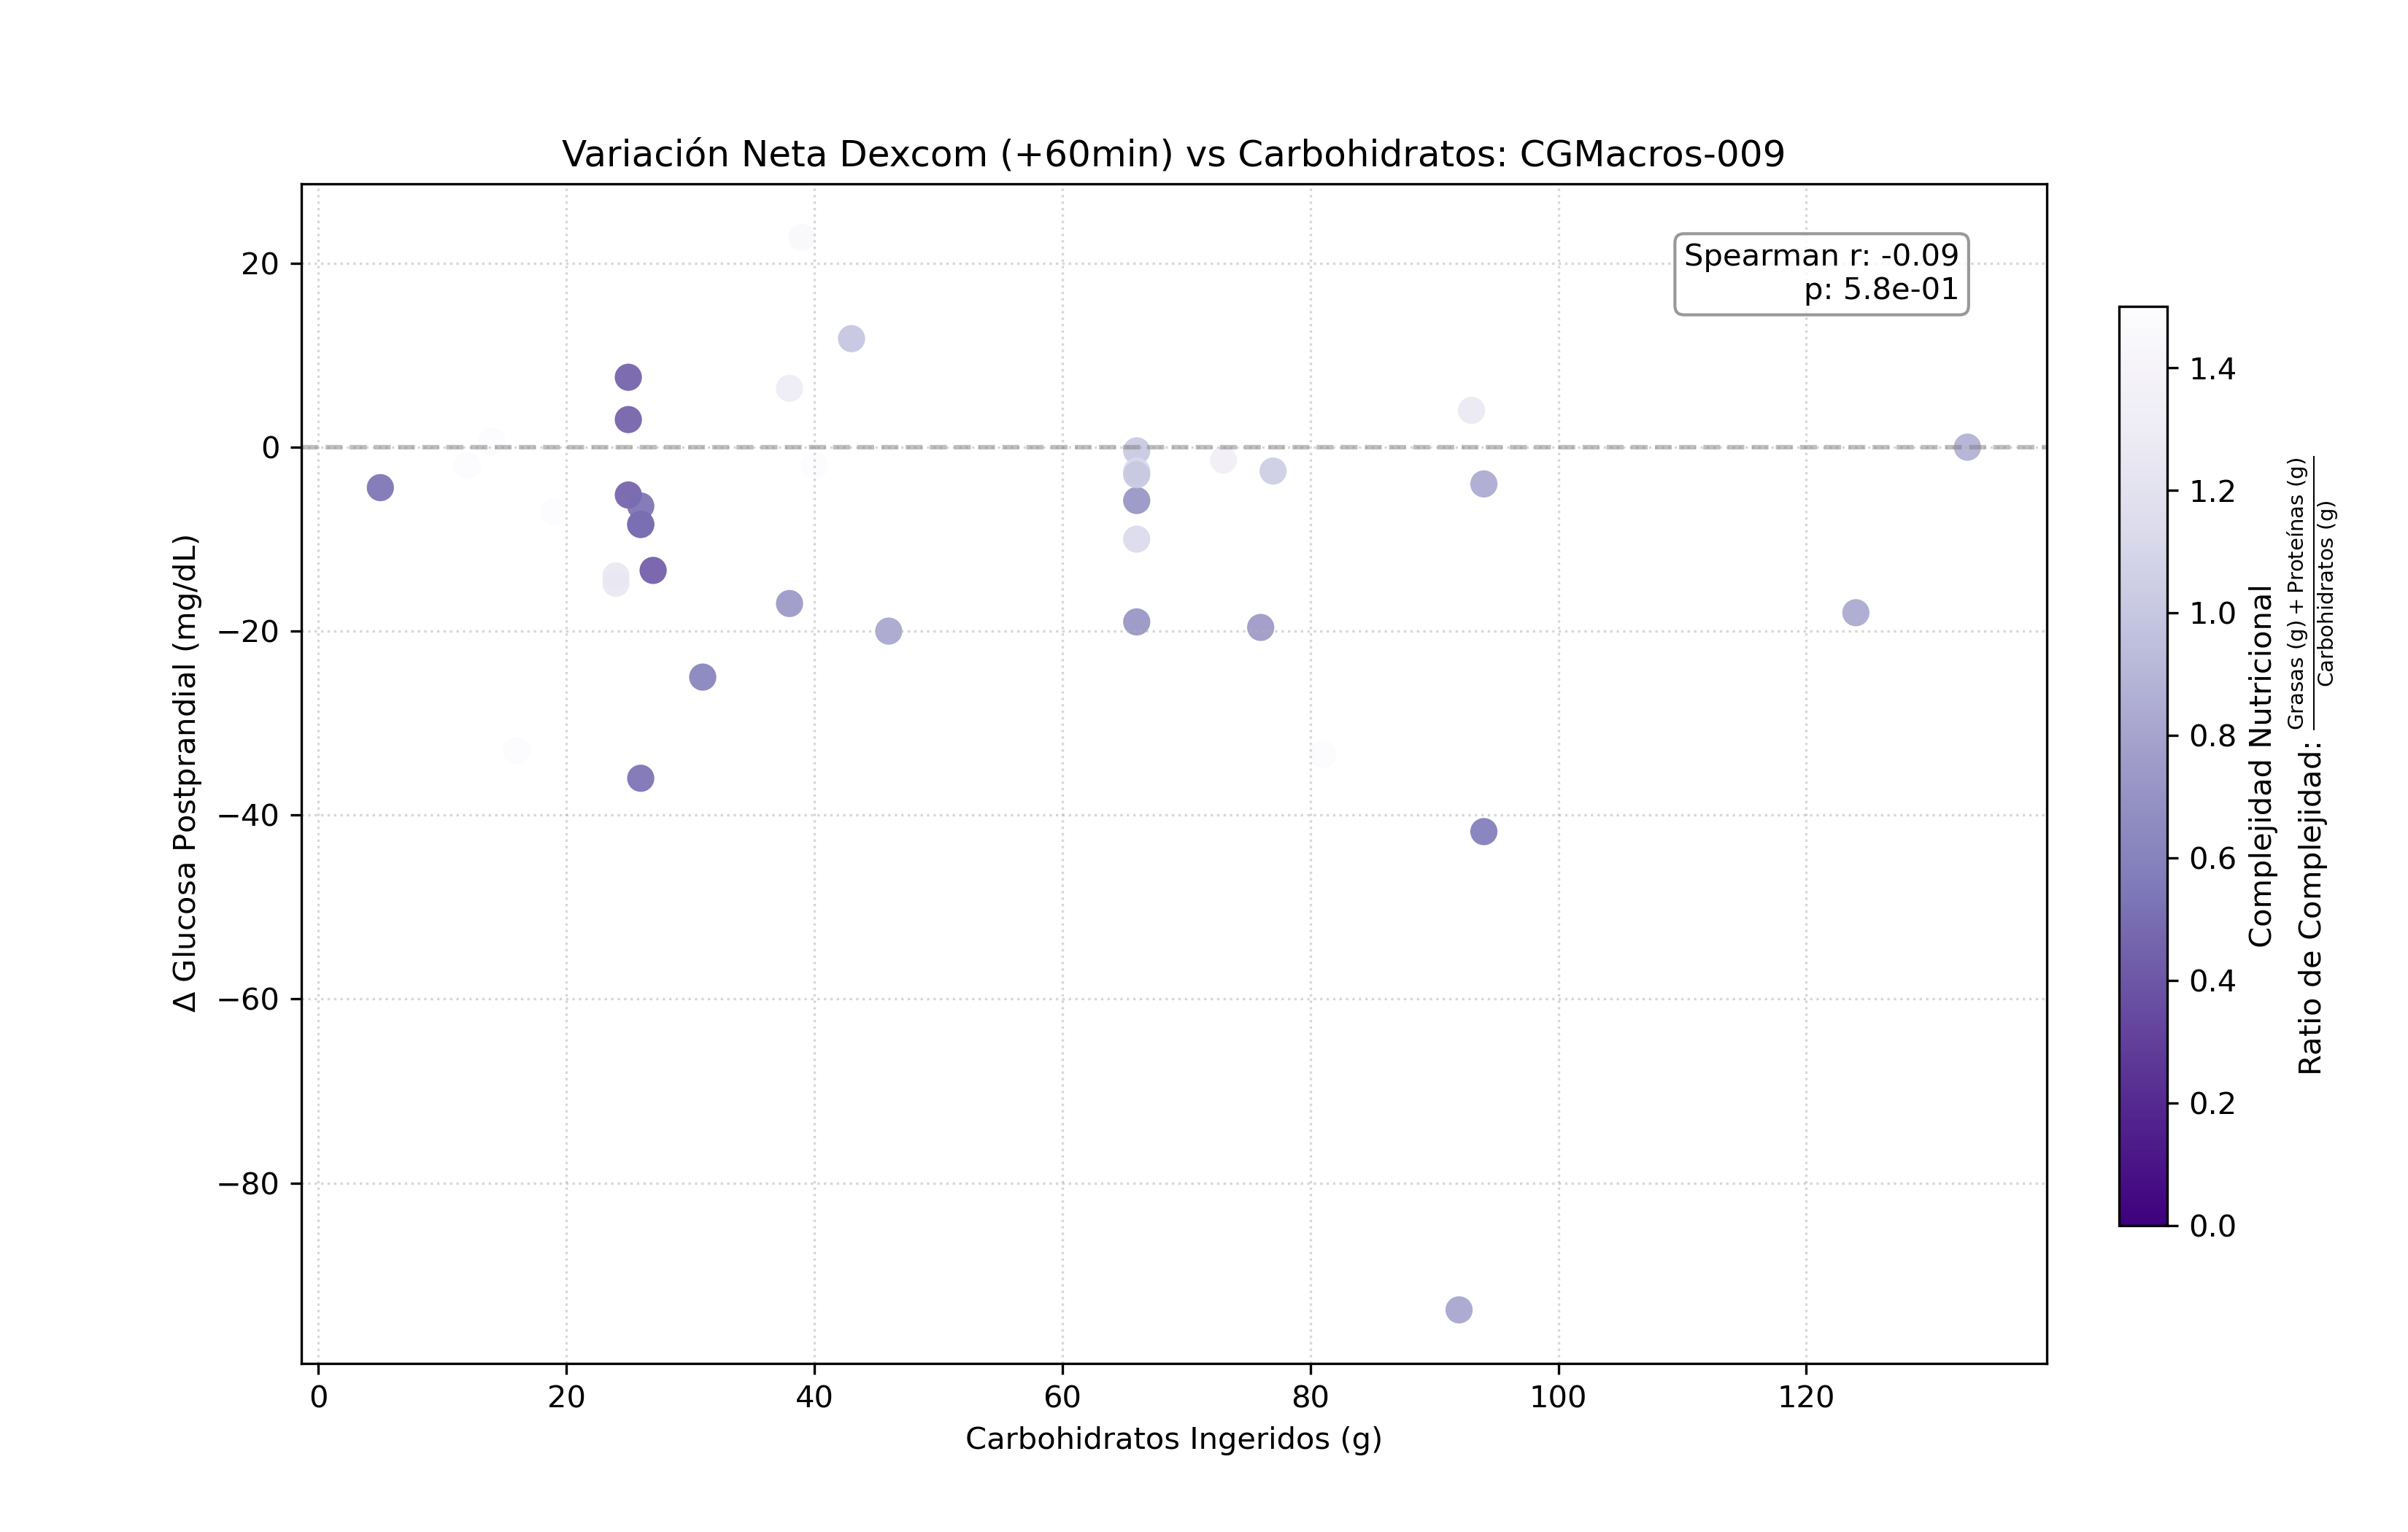 Variación Neta Dexcom (+60min) vs Carbohidratos: CGMacros-009
Spearman r: -0.09
p: 5.8e-01
Δ Glucosa Postprandial (mg/dL)
20
0
−20
−40
−60
−80
0 20 40 60 80 100 120
Carbohidratos Ingeridos (g)
1.4
1.2
1.0
0.8
0.6
0.4
0.2
0.0
Complejidad Nutricional
Ratio de Complejidad:
Grasas (g) + Proteínas (g)
Carbohidratos (g)